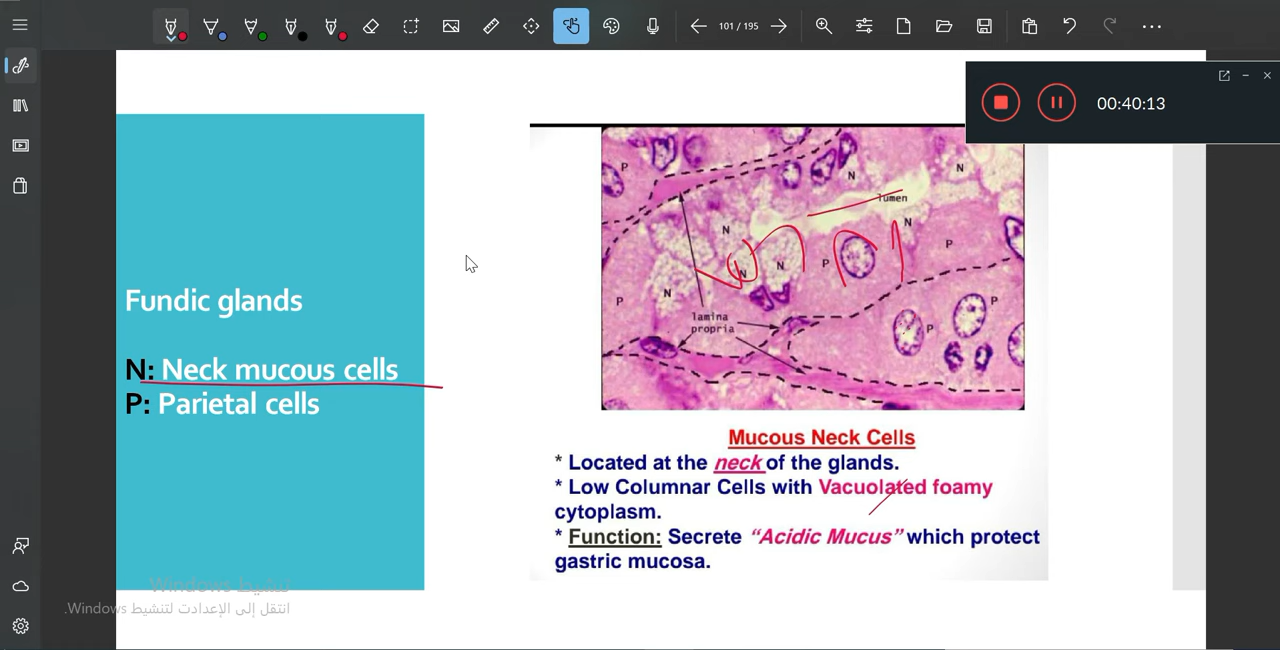 101 / 195
00:40:13
P
N
N
lumen
N
N
P
N
N
P
P
N
P
P
lamina
propria
Fundic glands
N: Neck mucous cells
P: Parietal cells
Mucous Neck Cells
* Located at the neck of the glands.
* Low Columnar Cells with Vacuolated foamy
cytoplasm.
* Function: Secrete “Acidic Mucus” which protect
gastric mucosa.
تنشيط Windows
انتقل إلى الإعدادت لتنشيط Windows.